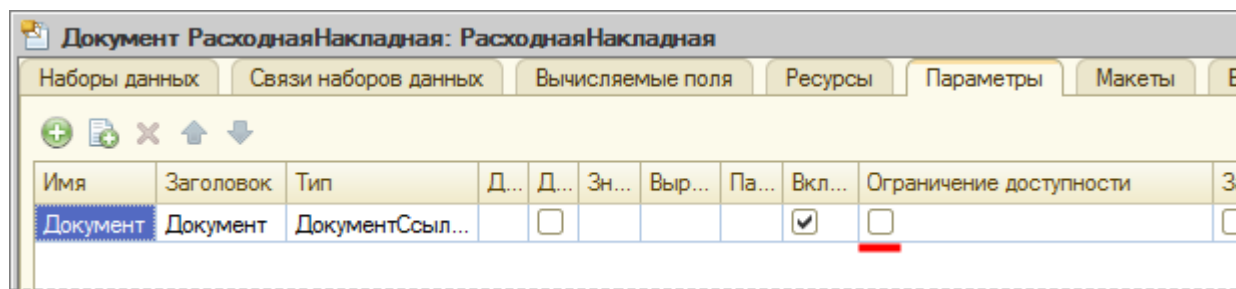 Документ РасходнаяНакладная: РасходнаяНакладная
Наборы данных Связи наборов данных Вычисляемые поля Ресурсы Параметры Макеты
Имя Заголовок Тип Д... Д... Зн... Выр... Па... Вкл... Ограничение доступности
Документ Документ ДокументСсыл...